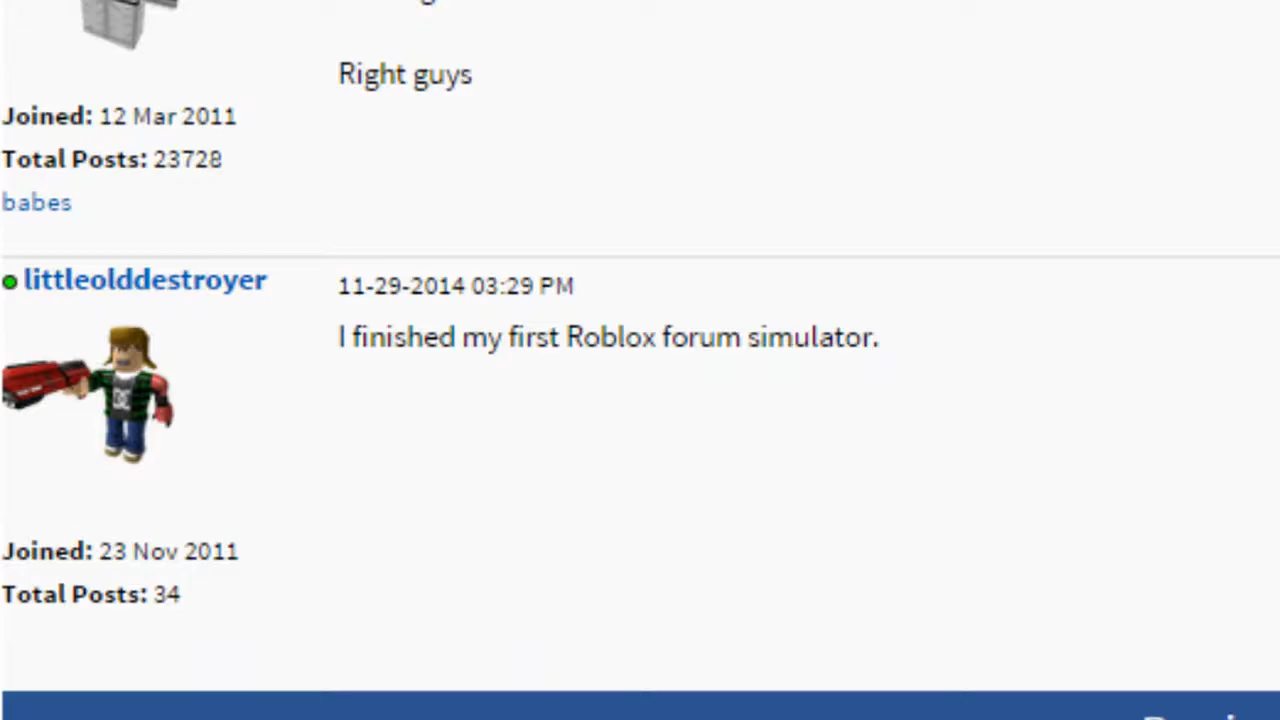 Right guys
Joined: 12 Mar 2011
Total Posts: 23728
babes
littleolddestroyer
11-29-2014 03:29 PM
I finished my first Roblox forum simulator.
Joined: 23 Nov 2011
Total Posts: 34